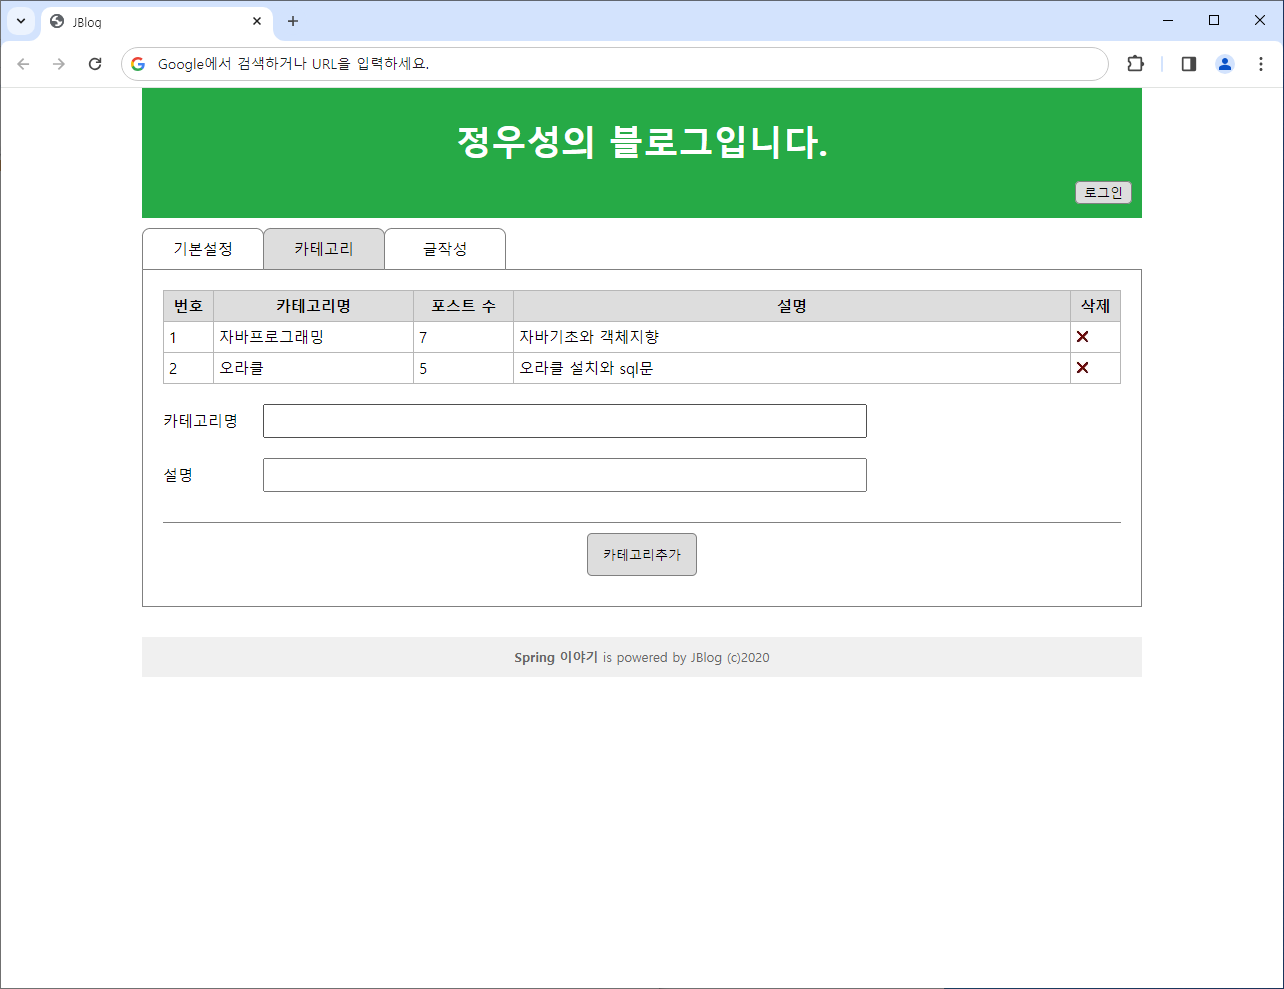 JBlog
Google에서 검색하거나 URL을 입력하세요.
정우성의 블로그입니다.
로그인
기본설정 카테고리 글작성
번호 카테고리명 포스트 수 설명 삭제
1 자바프로그래밍 7 자바기초와 객체지향
2 오라클 5 오라클 설치와 sql문
카테고리명
설명
카테고리추가
Spring 이야기 is powered by JBlog (c)2020